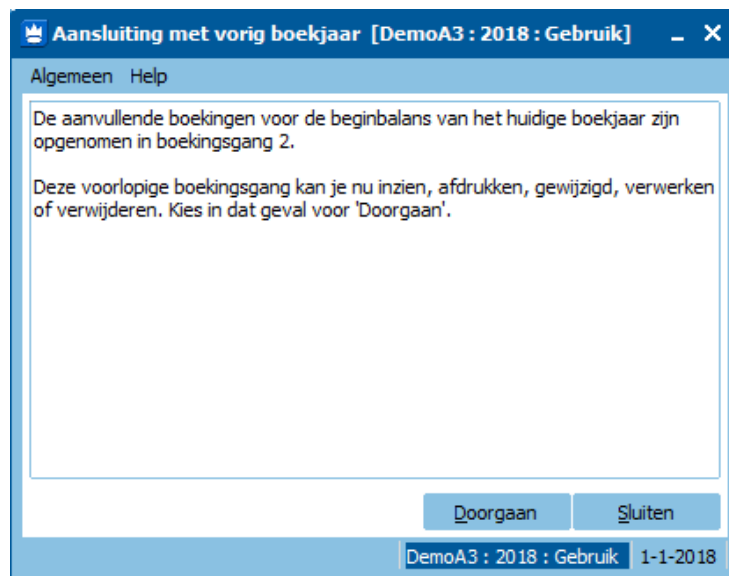 Aansluiting met vorig boekjaar [DemoA3 : 2018 : Gebruik]
Algemeen Help
De aanvullende boekingen voor de beginbalans van het huidige boekjaar zijn
opgenomen in boekingsgang 2.
Deze voorlopige boekingsgang kan je nu inzien, afdrukken, gewijzigd, verwerken
of verwijderen. Kies in dat geval voor 'Doorgaan'.
Doorgaan Sluiten
DemoA3 : 2018 : Gebruik 1-1-2018